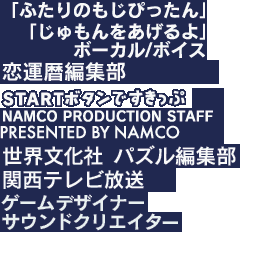 「ふたりのもじぴったん」
「じゅもんをあげるよ」
ボーカル/ボイス
恋運暦編集部
STARTボタンですきっぷ
NAMCO PRODUCTION STAFF
PRESENTED BY NAMCO
世界文化社 パズル編集部
関西テレビ放送
ゲームデザイナー
サウンドクリエイター